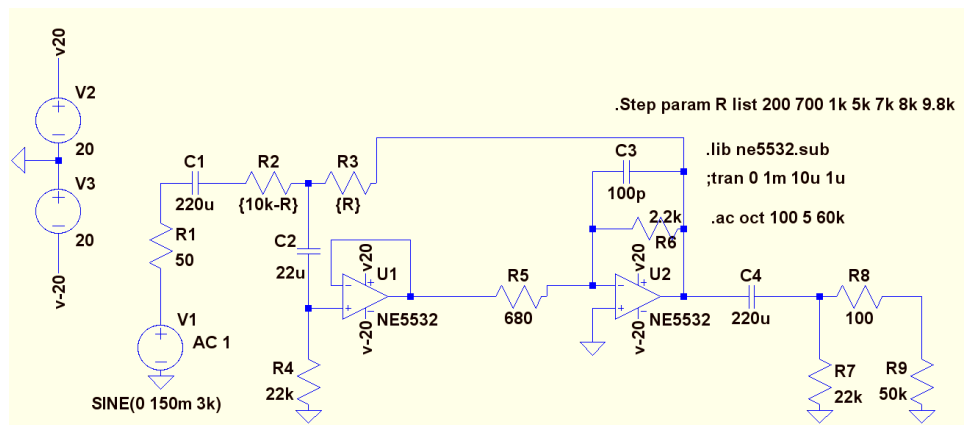 v20
V2
20
V3
20
v-20
.Step param R list 200 700 1k 5k 7k 8k 9.8k
.lib ne5532.sub
;tran 0 1m 10u 1u
.ac oct 100 5 60k
C1
220u
R2
{10k-R}
R3
{R}
R1
50
V1
AC 1
SINE(0 150m 3k)
C2
22u
R4
22k
v20
U1
NE5532
v-20
R5
680
C3
100p
2.2k
R6
v20
U2
NE5532
v-20
C4
220u
R8
100
R7
22k
R9
50k